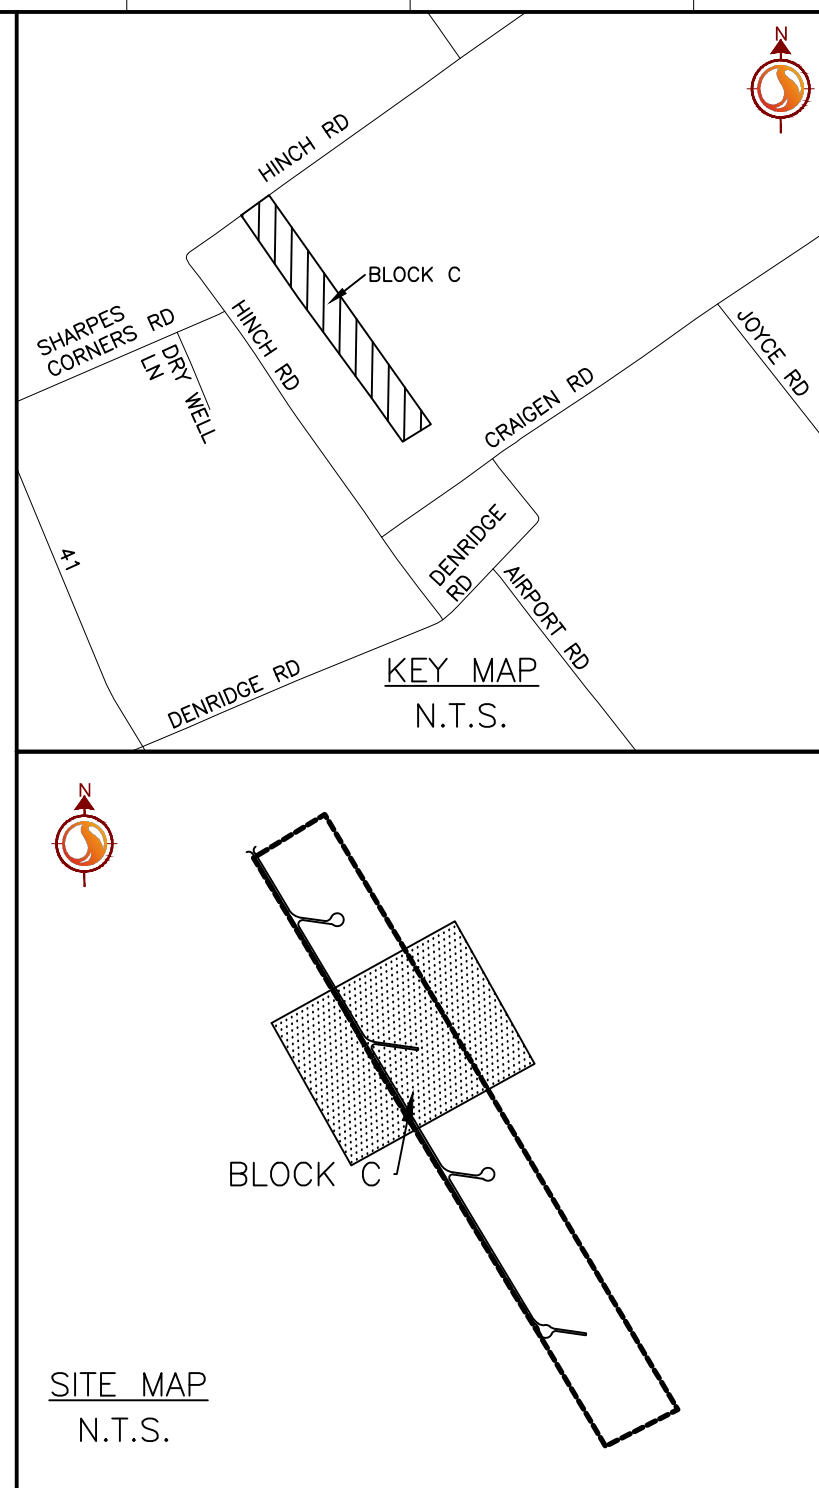 N
HINCH RD
BLOCK C
SHARPES
CORNERS RD
HINCH RD
DRY WELL
LN
JOYCE RD
CRAIGEN RD
41
DENRIDGE
RD
AIRPORT RD
DENRIDGE RD
KEY MAP
N.T.S.
N
BLOCK C
SITE MAP
N.T.S.